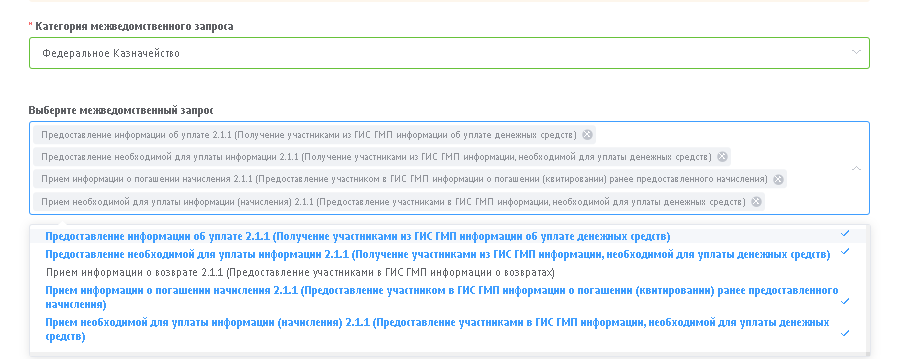 * Категория межведомственного запроса
Федеральное Казначейство
Выберите межведомственный запрос
Предоставление информации об уплате 2.1.1 (Получение участниками из ГИС ГМП информации об уплате денежных средств)
Предоставление необходимой для уплаты информации 2.1.1 (Получение участниками из ГИС ГМП информации, необходимой для уплаты денежных средств)
Прием информации о погашении начисления 2.1.1 (Предоставление участником в ГИС ГМП информации о погашении (квитировании) ранее предоставленного начисления)
Прием необходимой для уплаты информации (начисления) 2.1.1 (Предоставление участниками в ГИС ГМП информации, необходимой для уплаты денежных средств)
Предоставление информации об уплате 2.1.1 (Получение участниками из ГИС ГМП информации об уплате денежных средств)
Предоставление необходимой для уплаты информации 2.1.1 (Получение участниками из ГИС ГМП информации, необходимой для уплаты денежных средств)
Прием информации о возврате 2.1.1 (Предоставление участниками в ГИС ГМП информации о возвратах)
Прием информации о погашении начисления 2.1.1 (Предоставление участником в ГИС ГМП информации о погашении (квитировании) ранее предоставленного
начисления)
Прием необходимой для уплаты информации (начисления) 2.1.1 (Предоставление участниками в ГИС ГМП информации, необходимой для уплаты денежных
средств)